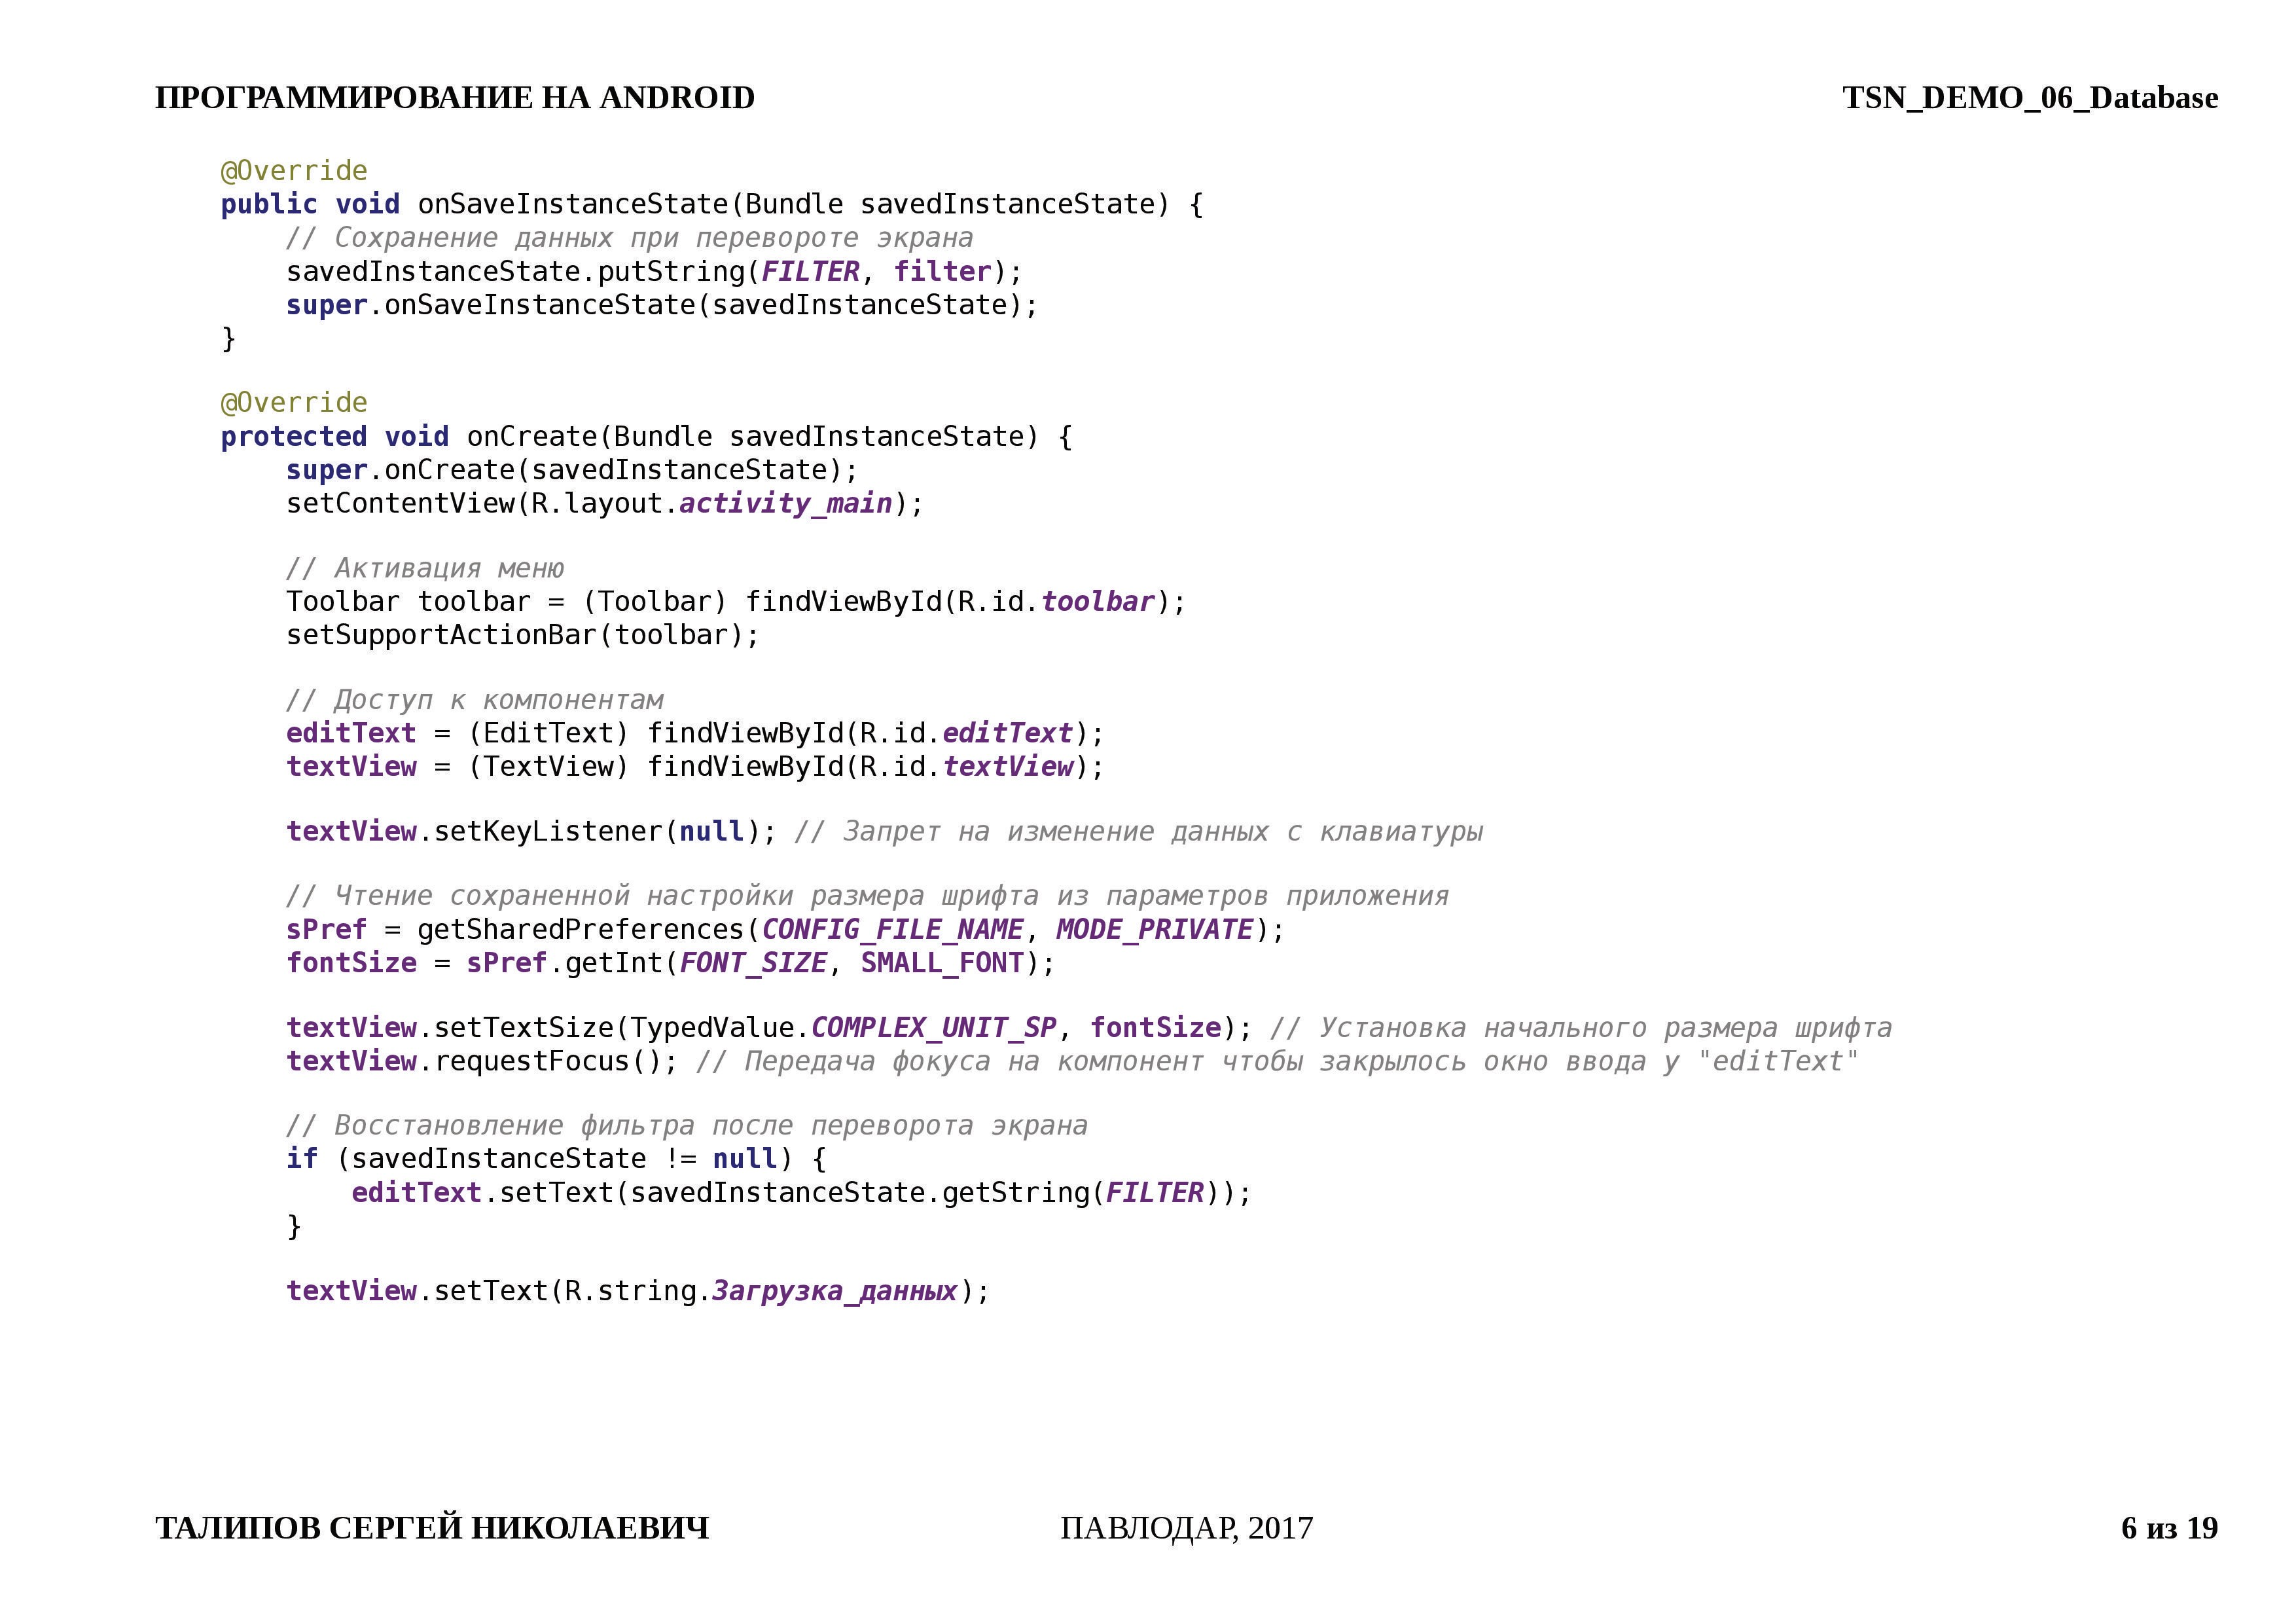 ПРОГРАММИРОВАНИЕ НА ANDROID TSN_DEMO_06_Database
@Override
public void onSaveInstanceState(Bundle savedInstanceState) {
// Сохранение данных при перевороте экрана
savedInstanceState.putString(FILTER, filter);
super.onSaveInstanceState(savedInstanceState);
}
@Override
protected void onCreate(Bundle savedInstanceState) {
super.onCreate(savedInstanceState);
setContentView(R.layout.activity_main);
// Активация меню
Toolbar toolbar = (Toolbar) findViewById(R.id.toolbar);
setSupportActionBar(toolbar);
// Доступ к компонентам
editText = (EditText) findViewById(R.id.editText);
textView = (TextView) findViewById(R.id.textView);
textView.setKeyListener(null); // Запрет на изменение данных с клавиатуры
// Чтение сохраненной настройки размера шрифта из параметров приложения
sPref = getSharedPreferences(CONFIG_FILE_NAME, MODE_PRIVATE);
fontSize = sPref.getInt(FONT_SIZE, SMALL_FONT);
textView.setTextSize(TypedValue.COMPLEX_UNIT_SP, fontSize); // Установка начального размера шрифта
textView.requestFocus(); // Передача фокуса на компонент чтобы закрылось окно ввода у "editText"
// Восстановление фильтра после переворота экрана
if (savedInstanceState != null) {
editText.setText(savedInstanceState.getString(FILTER));
}
textView.setText(R.string.Загрузка_данных);
ТАЛИПОВ СЕРГЕЙ НИКОЛАЕВИЧ ПАВЛОДАР, 2017 6 из 19